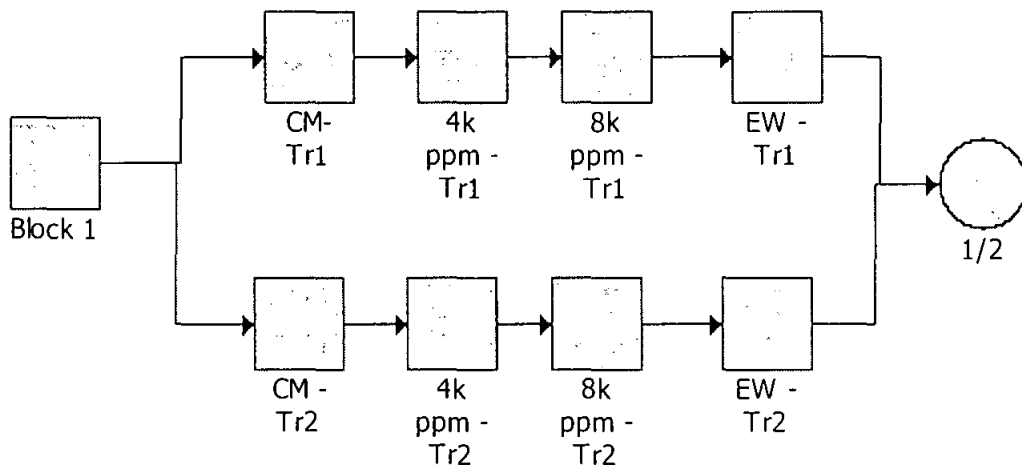 CM-
Tr1
4k
ppm -
Tr1
8k
ppm -
Tr1
EW -
Tr1
Block 1
1/2
CM -
Tr2
4k
ppm -
Tr2
8k
ppm -
Tr2
EW -
Tr2